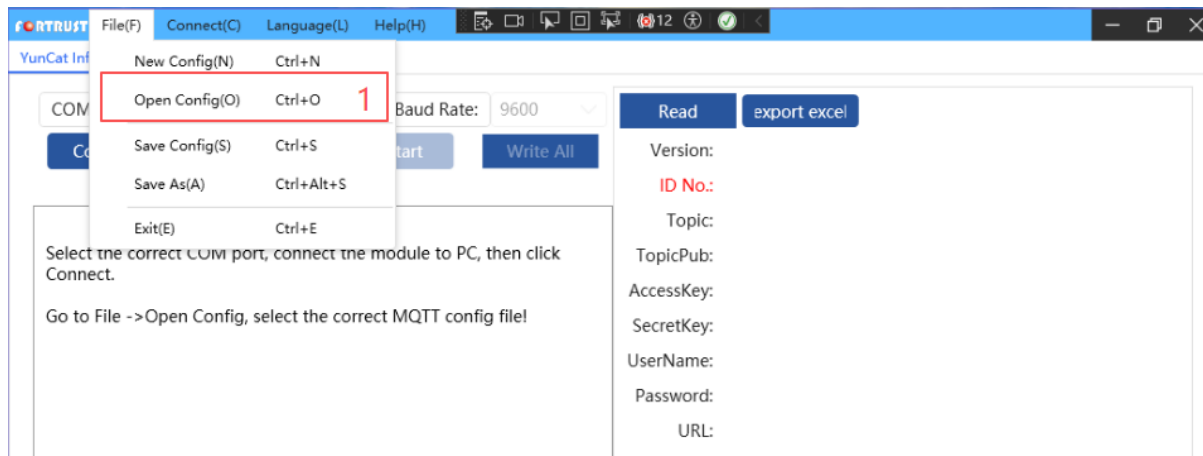 FORTRUST File(F) Connect(C) Language(L) Help(H) 12
YunCat Inf
New Config(N) Ctrl+N
Open Config(O) Ctrl+O 1
Save Config(S) Ctrl+S
Save As(A) Ctrl+Alt+S
Exit(E) Ctrl+E
COM Baud Rate: 9600
Co tart Write All
Select the correct COM port, connect the module to PC, then click
Connect.
Go to File ->Open Config, select the correct MQTT config file!
Read export excel
Version:
ID No.:
Topic:
TopicPub:
AccessKey:
SecretKey:
UserName:
Password:
URL: